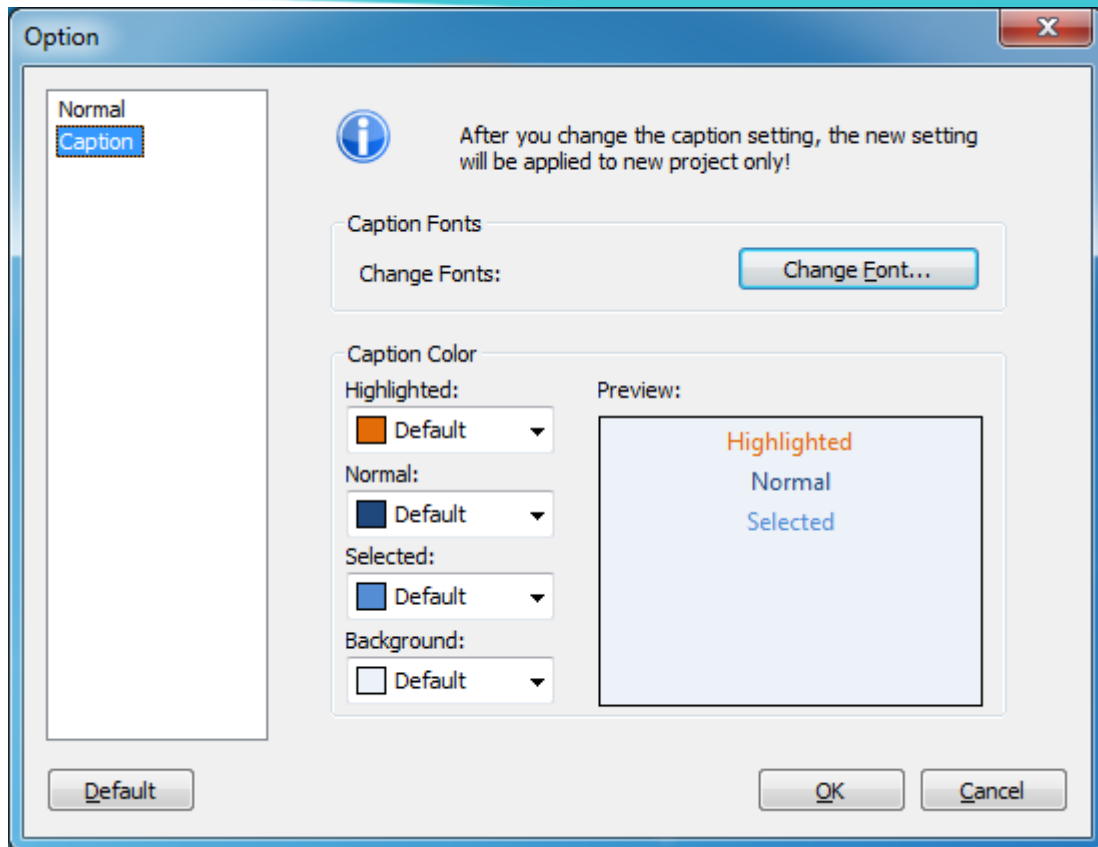 Option
Normal
Caption
After you change the caption setting, the new setting
will be applied to new project only!
Caption Fonts
Change Fonts:
Change Font...
Caption Color
Highlighted:
Default
Normal:
Default
Selected:
Default
Background:
Default
Preview:
Highlighted
Normal
Selected
Default
OK
Cancel